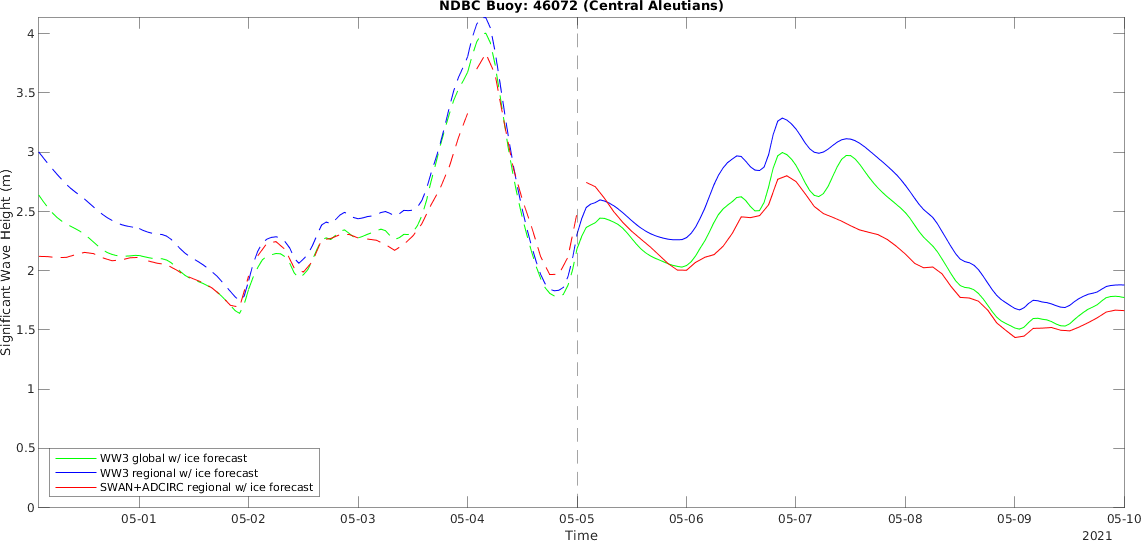 NDBC Buoy: 46072 (Central Aleutians)
4
3.5
3
2.5
2
1.5
1
0.5
0
Significant Wave Height (m)
WW3 global w/ ice forecast
WW3 regional w/ ice forecast
SWAN+ADCIRC regional w/ ice forecast
05-01 05-02 05-03 05-04 05-05 05-06 05-07 05-08 05-09 05-10
Time
2021